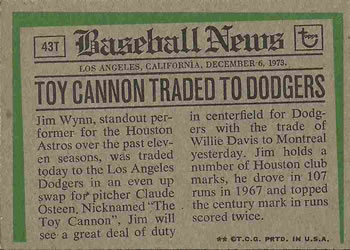 43T
Baseball News
Topps
LOS ANGELES, CALIFORNIA, DECEMBER 6, 1973.
TOY CANNON TRADED TO DODGERS
Jim Wynn, standout per-
former for the Houston
Astros over the past elev-
en seasons, was traded
today to the Los Angeles
Dodgers in an even up
swap for pitcher Claude
Osteen. Nicknamed "The
Toy Cannon". Jim will
see a great deal of duty
in centerfield for Dodg-
ers with the trade of
Willie Davis to Montreal
yesterday. Jim holds a
number of Houston club
marks, he drove in 107
runs in 1967 and topped
the century mark in runs
scored twice.
** ©T.C.G. PRTD. IN U.S.A.